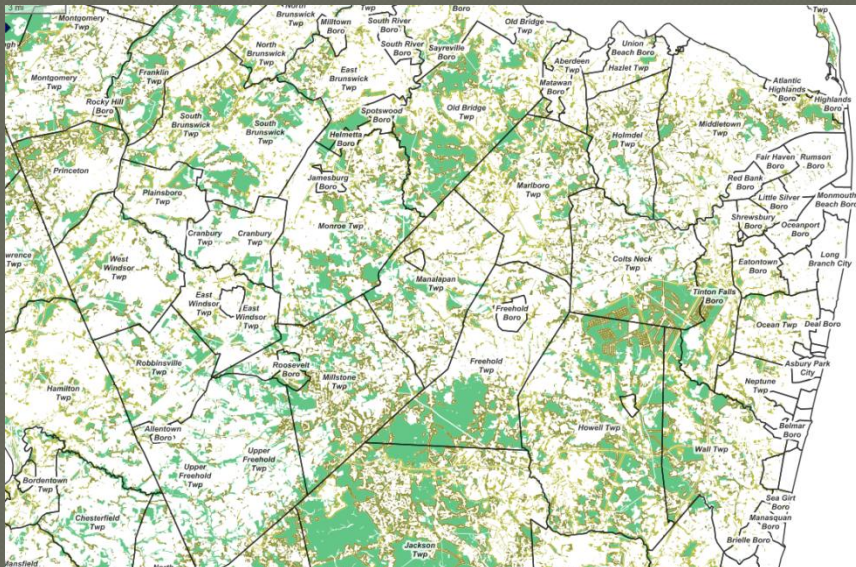 3 mi
Montgomery
Twp
North
Brunswick
Twp
Milltown
Boro
South River
Boro
South River
Boro
Boro
Sayreville
Boro
Old Bridge
Twp
Union
Beach Boro
Twp
Montgomery
Twp
Franklin
Twp
North
Brunswick
Twp
East
Brunswick
Twp
Aberdeen
Twp
Hazlet Twp
Matawan
Boro
Atlantic
Highlands
Boro
Highlands
Boro
Rocky Hill
Boro
South
Brunswick
Twp
South
Brunswick
Twp
Spotswood
Boro
Old Bridge
Twp
Helmetta
Boro
Holmdel
Twp
Middletown
Twp
Princeton
Plainsboro
Twp
Jamesburg
Boro
Marlboro
Twp
Fair Haven
Boro
Rumson
Boro
Red Bank
Boro
Little Silver
Boro
Monmouth
Beach Boro
Shrewsbury
Boro
Oceanport
Boro
Cranbury
Twp
Cranbury
Twp
Monroe Twp
West
Windsor
Twp
Colts Neck
Twp
Eatontown
Boro
Long
Branch City
Manalapan
Twp
East
Windsor
Twp
East
Windsor
Twp
Tinton Falls
Boro
Freehold
Boro
Ocean Twp
Deal Boro
Robbinsville
Twp
Roosevelt
Boro
Millstone
Twp
Freehold
Twp
Asbury Park
City
Neptune
Twp
Hamilton
Twp
Allentown
Boro
Howell Twp
Belmar
Boro
Wall Twp
Upper
Freehold
Twp
Upper
Freehold
Twp
Bordentown
Twp
Chesterfield
Twp
Sea Girt
Boro
Manasquan
Boro
Brielle Boro
Jackson
Twp